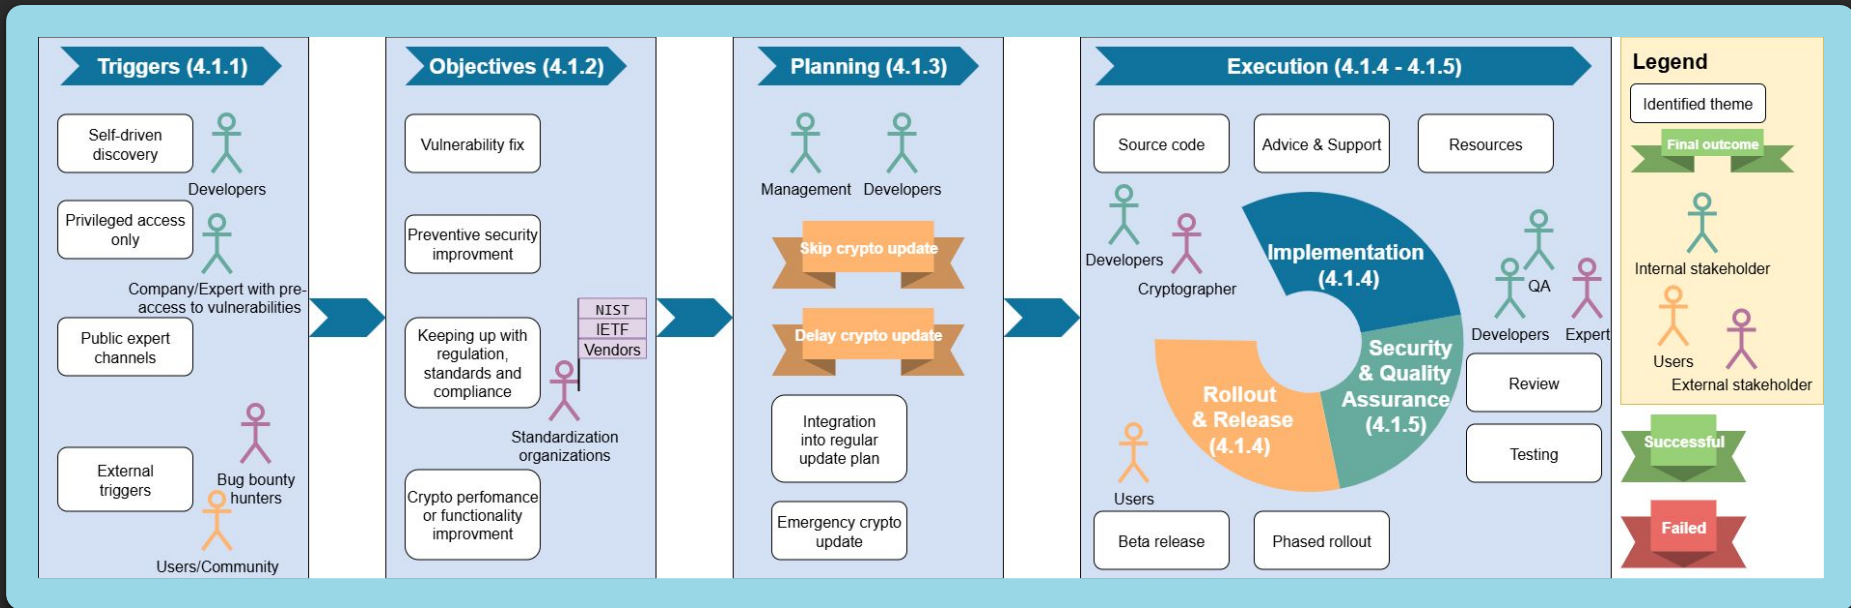 Triggers (4.1.1)
Self-driven
discovery
Developers
Privileged access
only
Company/Expert with pre-
access to vulnerabilities
Public expert
channels
External
triggers
Bug bounty
hunters
Users/Community
Objectives (4.1.2)
Vulnerability fix
Preventive security
improvment
Keeping up with
regulation,
standards and
compliance
NIST
IETF
Vendors
Standardization
organizations
Crypto perfomance
or functionality
improvment
Planning (4.1.3)
Management
Developers
Skip crypto update
Delay crypto update
Integration
into regular
update plan
Emergency crypto
update
Execution (4.1.4 - 4.1.5)
Source code
Advice & Support
Resources
Developers
Cryptographer
Implementation
(4.1.4)
QA
Developers
Expert
Security
& Quality
Assurance
(4.1.5)
Review
Testing
Rollout
& Release
(4.1.4)
Users
Beta release
Phased rollout
Legend
Identified theme
Final outcome
Internal stakeholder
Users
External stakeholder
Successful
Failed